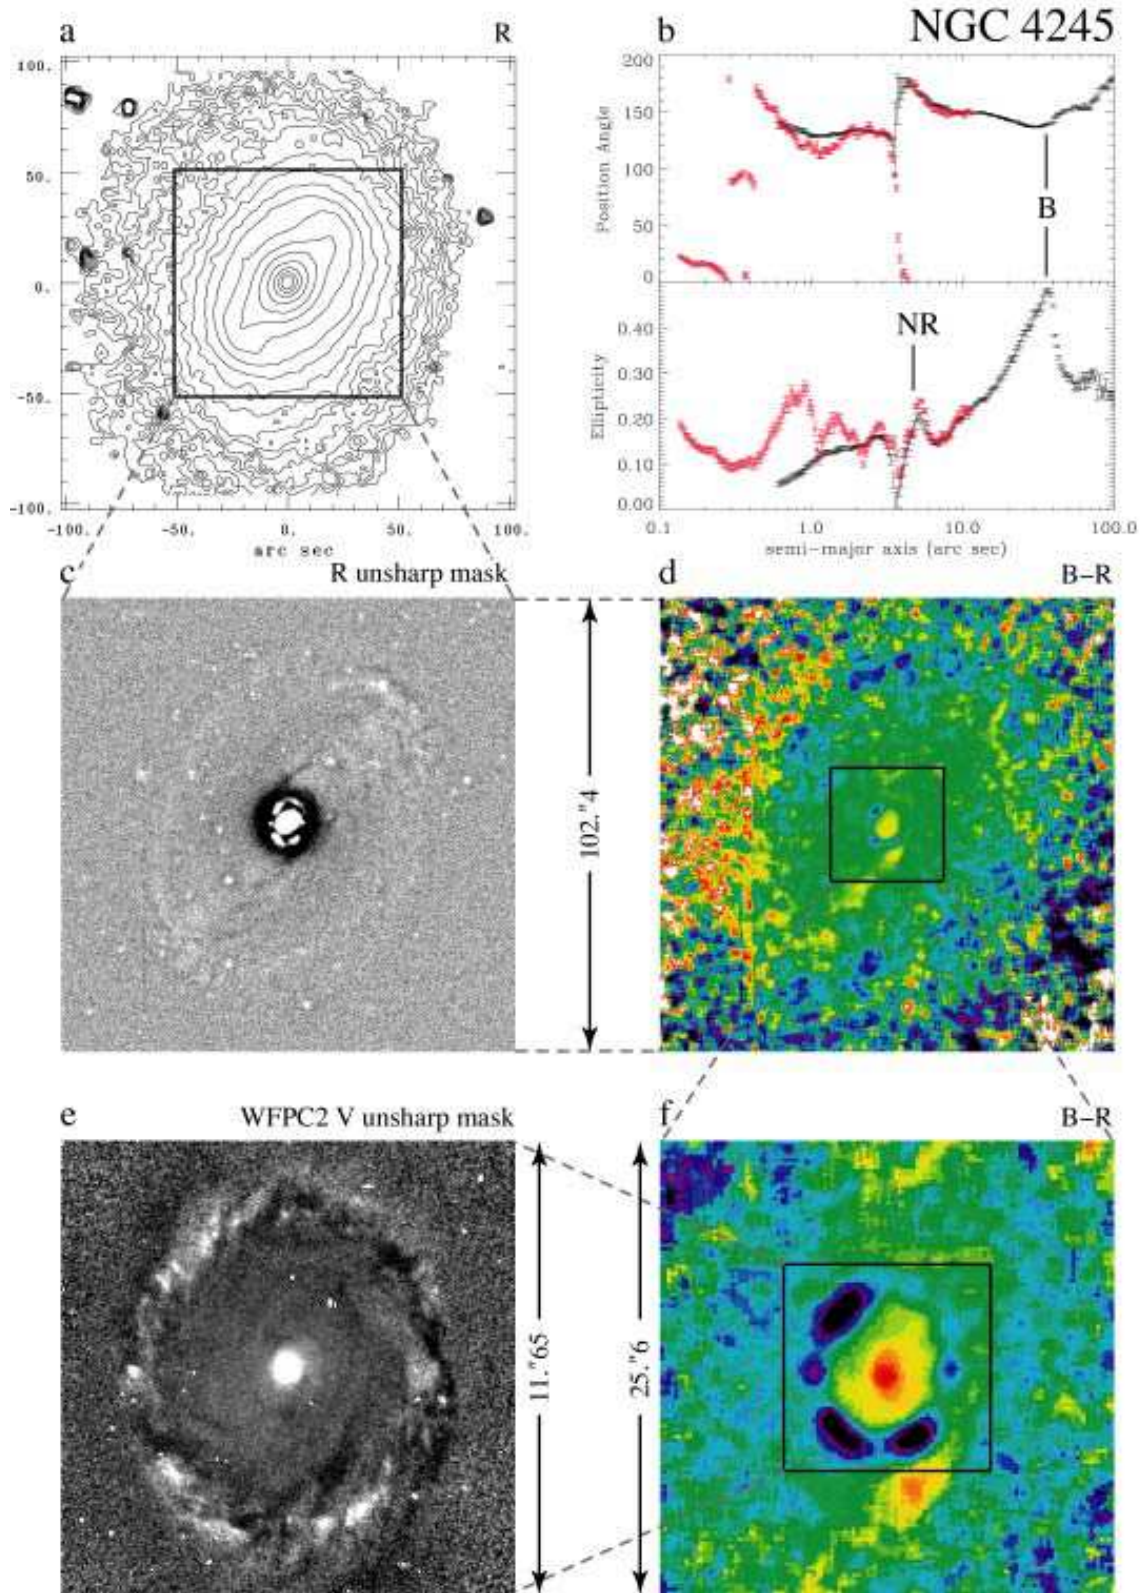 NGC 4245
a
R
b
100.
50.
0.
-50.
-100.
-100.
-50.
0.
50.
100.
arc sec
200
150
100
50
0
Position Angle
B
NR
0.40
0.30
0.20
0.10
0.00
Ellipticity
0.1
1.0
10.0
100.0
semi-major axis (arc sec)
c
R unsharp mask
102."4
d
B-R
e
WFPC2 V unsharp mask
11."65
25."6
f
B-R